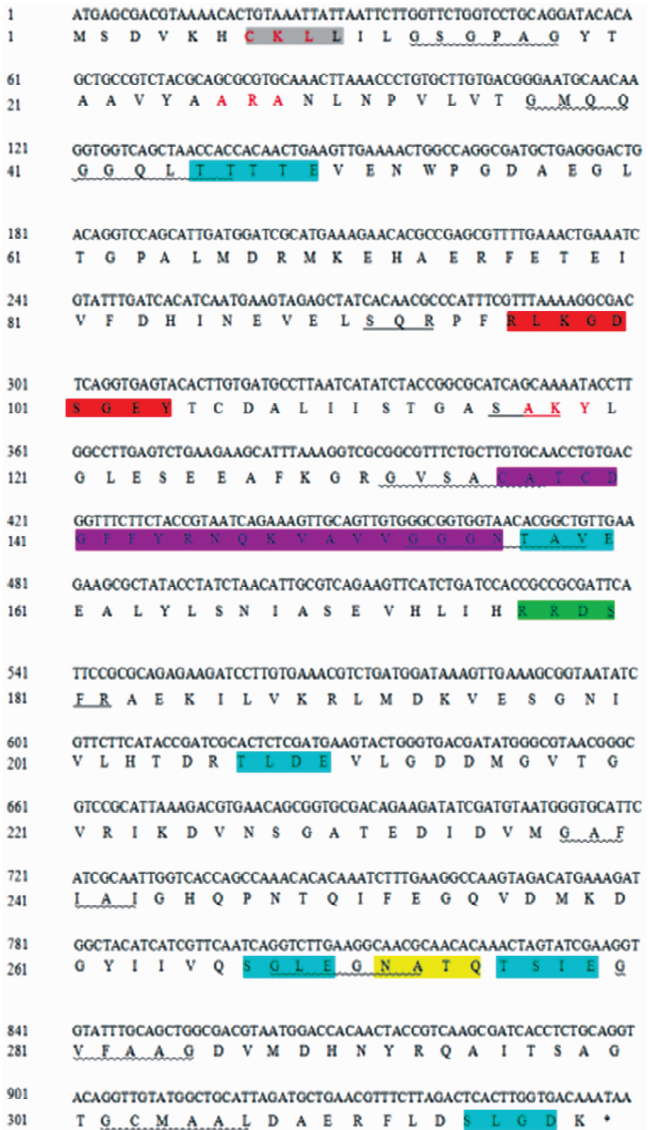 1 ATGAGCGACGTAAAACACTGTAAATTATTAATTCTTGGTTCTGGTCCTGCAGGATACACA
1 M S D V K H C K L L I L G S G P A G Y T
61 GCTGCCGTCTACGCAGCGCGTGCAAACTTAAACCCTGTGCTTGTGACGGGAATGCAACAA
21 A A V Y A A R A N L N P V L V T G M Q Q
121 GGTGGTCAGCTAACCACCACAACTGAAGTTGAAAACTGGCCAGGCGATGCTGAGGGACTG
41 G G Q L T T T T E V E N W P G D A E G L
181 ACAGGTCCAGCATTGATGGATCGCATGAAAGAACACGCCGAGCGTTTTGAAACTGAAATC
61 T G P A L M D R M K E H A E R F E T E I
241 GTATTTGATCACATCAATGAAGTAGAGCTATCACAACGCCCATTTCGTTTAAAAGGCGAC
81 V F D H I N E V E L S Q R P F R L K G D
301 TCAGGTGAGTACACTTGTGATGCCTTAATCATATCTACCGGCGCATCAGCAAAATACCTT
101 S G E Y T C D A L I I S T G A S A K Y L
361 GGCCTTGAGTCTGAAGAAGCATTTAAAGGTCGCGGCGTTTCTGCTTGTGCAACCTGTGAC
121 G L E S E E A F K G R G V S A C A T C D
421 GGTTTCTTCTACCGTAATCAGAAAGTTGCAGTTGTGGGCGGTGGTAACACGGCTGTTGAA
141 G F F Y R N Q K V A V V G G G N T A V E
481 GAAGCGCTATACCTATCTAACATTGCGTCAGAAGTTCATCTGATCCACCGCCGCGATTCA
161 E A L Y L S N I A S E V H L I H R R D S
541 TTCCGCGCAGAGAAGATCCTTGTGAAACGTCTGATGGATAAAGTTGAAAGCGGTAATATC
181 F R A E K I L V K R L M D K V E S G N I
601 GTTCTTCATACCGATCGCACTCTCGATGAAGTACTGGGTGACGATATGGGCGTAACGGGC
201 V L H T D R T L D E V L G D D M G V T G
661 GTCCGCATTAAAGACGTGAACAGCGGTGCGACAGAAGATATCGATGTAATGGGTGCATTC
221 V R I K D V N S G A T E D I D V M G A F
721 ATCGCAATTGGTCACCAGCCAAACACACAAATCTTTGAAGGCCAAGTAGACATGAAAGAT
241 I A I G H Q P N T Q I F E G Q V D M K D
781 GGCTACATCATCGTTCAATCAGGTCTTGAAGGCAACGCAACACAAACTAGTATCGAAGGT
261 G Y I I V Q S G L E G N A T Q T S I E G
841 GTATTTGCAGCTGGCGACGTAATGGACCACAACTACCGTCAAGCGATCACCTCTGCAGGT
281 V F A A G D V M D H N Y R Q A I T S A G
901 ACAGGTTGTATGGCTGCATTAGATGCTGAACGTTTCTTAGACTCACTTGGTGACAAATAA
301 T G C M A A L D A E R F L D S L G D K *